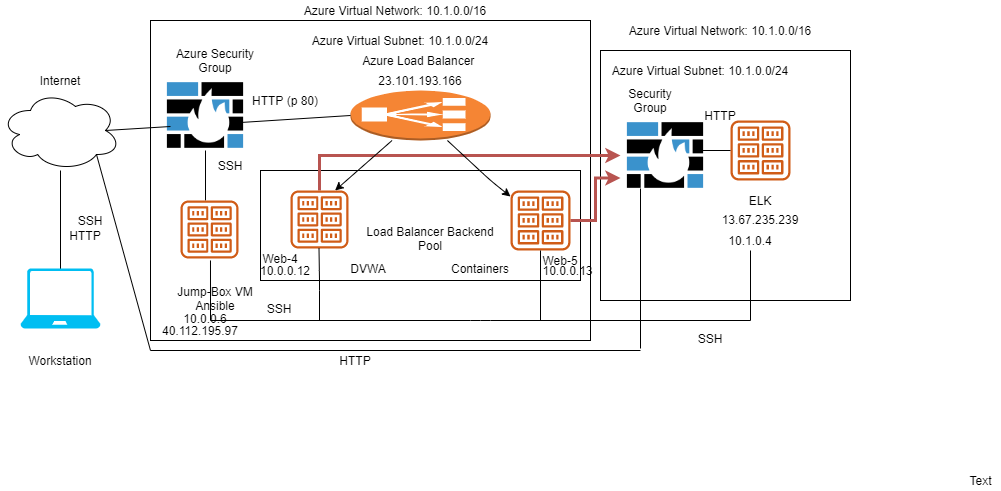 Azure Virtual Network: 10.1.0.0/16
Azure Virtual Network: 10.1.0.0/16
Azure Virtual Subnet: 10.1.0.0/24
Azure Security
Group
Azure Load Balancer
23.101.193.166
Azure Virtual Subnet: 10.1.0.0/24
Internet
Security
Group
HTTP (p 80)
HTTP
SSH
ELK
13.67.235.239
10.1.0.4
SSH
HTTP
Load Balancer Backend
Pool
Web-4
10.0.0.12
DVWA
Containers
Web-5
10.0.0.13
Jump-Box VM
Ansible
10.0.0.6
40.112.195.97
SSH
SSH
Workstation
HTTP
Text